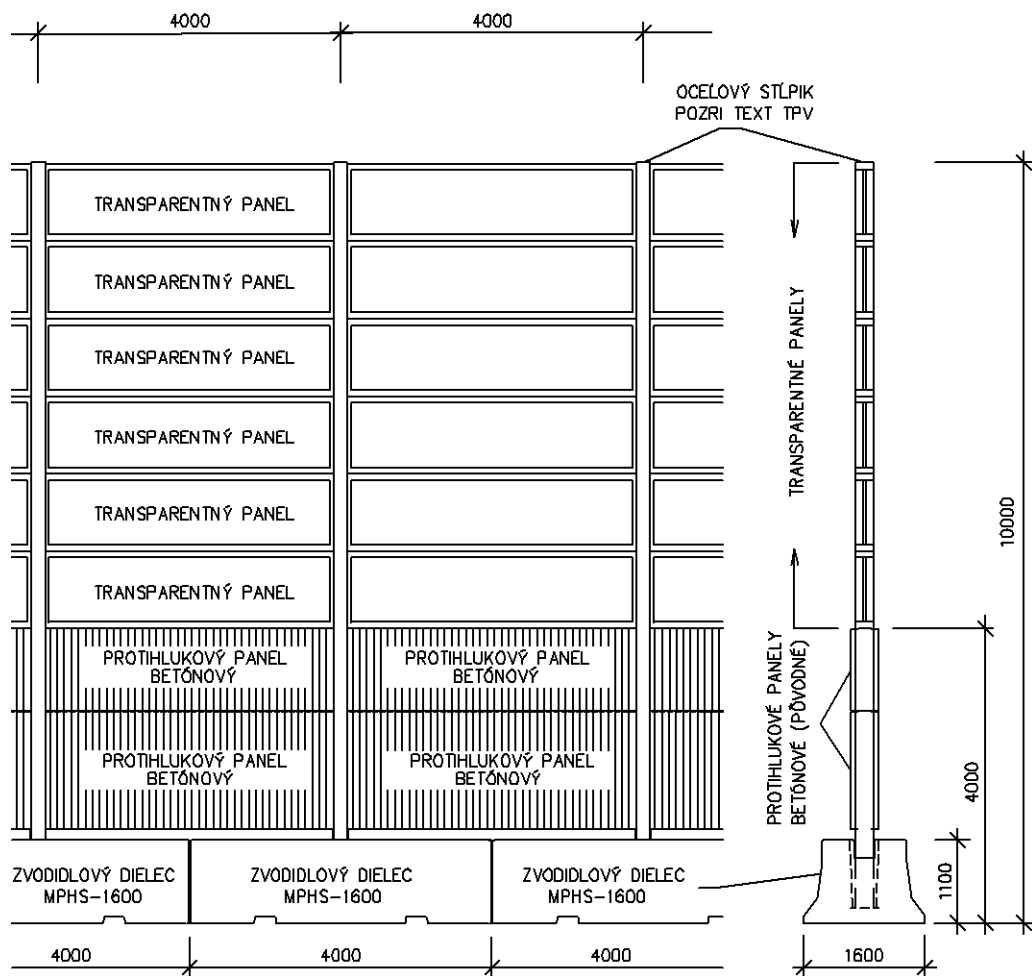 4000
4000
OCEĽOVÝ STĹPIK
POZRI TEXT TPV
TRANSPARENTNÝ PANEL
TRANSPARENTNÝ PANEL
TRANSPARENTNÝ PANEL
TRANSPARENTNÝ PANEL
TRANSPARENTNÝ PANEL
TRANSPARENTNÝ PANEL
TRANSPARENTNÉ PANELY
10000
PROTIHLUKOVÝ PANEL
BETÓNOVÝ
PROTIHLUKOVÝ PANEL
BETÓNOVÝ
PROTIHLUKOVÝ PANEL
BETÓNOVÝ
PROTIHLUKOVÝ PANEL
BETÓNOVÝ
PROTIHLUKOVÉ PANELY
BETÓNOVÉ (PÔVODNÉ)
4000
1100
ZVODIDLOVÝ DIELEC
MPHS-1600
ZVODIDLOVÝ DIELEC
MPHS-1600
ZVODIDLOVÝ DIELEC
MPHS-1600
4000
4000
4000
1600